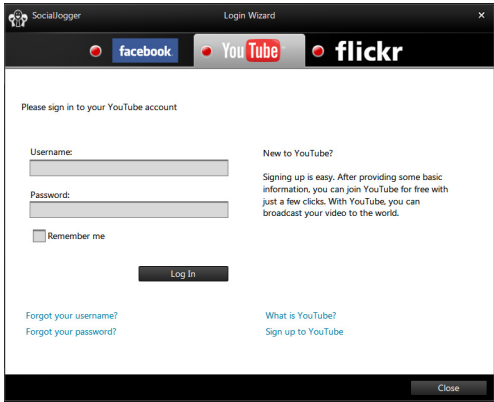 SocialJogger
Login Wizard
facebook.
YouTube
flickr
Please sign in to your YouTube account
Username:
Password:
Remember me
Log In
Forgot your username?
Forgot your password?
New to YouTube?
Signing up is easy. After providing some basic
information, you can join YouTube for free with
just a few clicks. With YouTube, you can
broadcast your video to the world.
What is YouTube?
Sign up to YouTube
Close